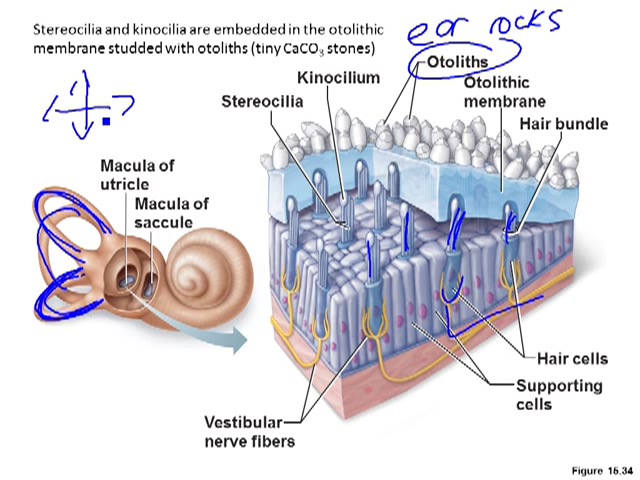 Stereocilia and kinocilia are embedded in the otolithic
membrane studded with otoliths (tiny CaCO3 stones)
ear rocks
Otoliths
Kinocilium
Otolithic
membrane
Stereocilia
Hair bundle
Macula of
utricle
Macula of
saccule
Hair cells
Supporting
cells
Vestibular
nerve fibers
Figure 15.34